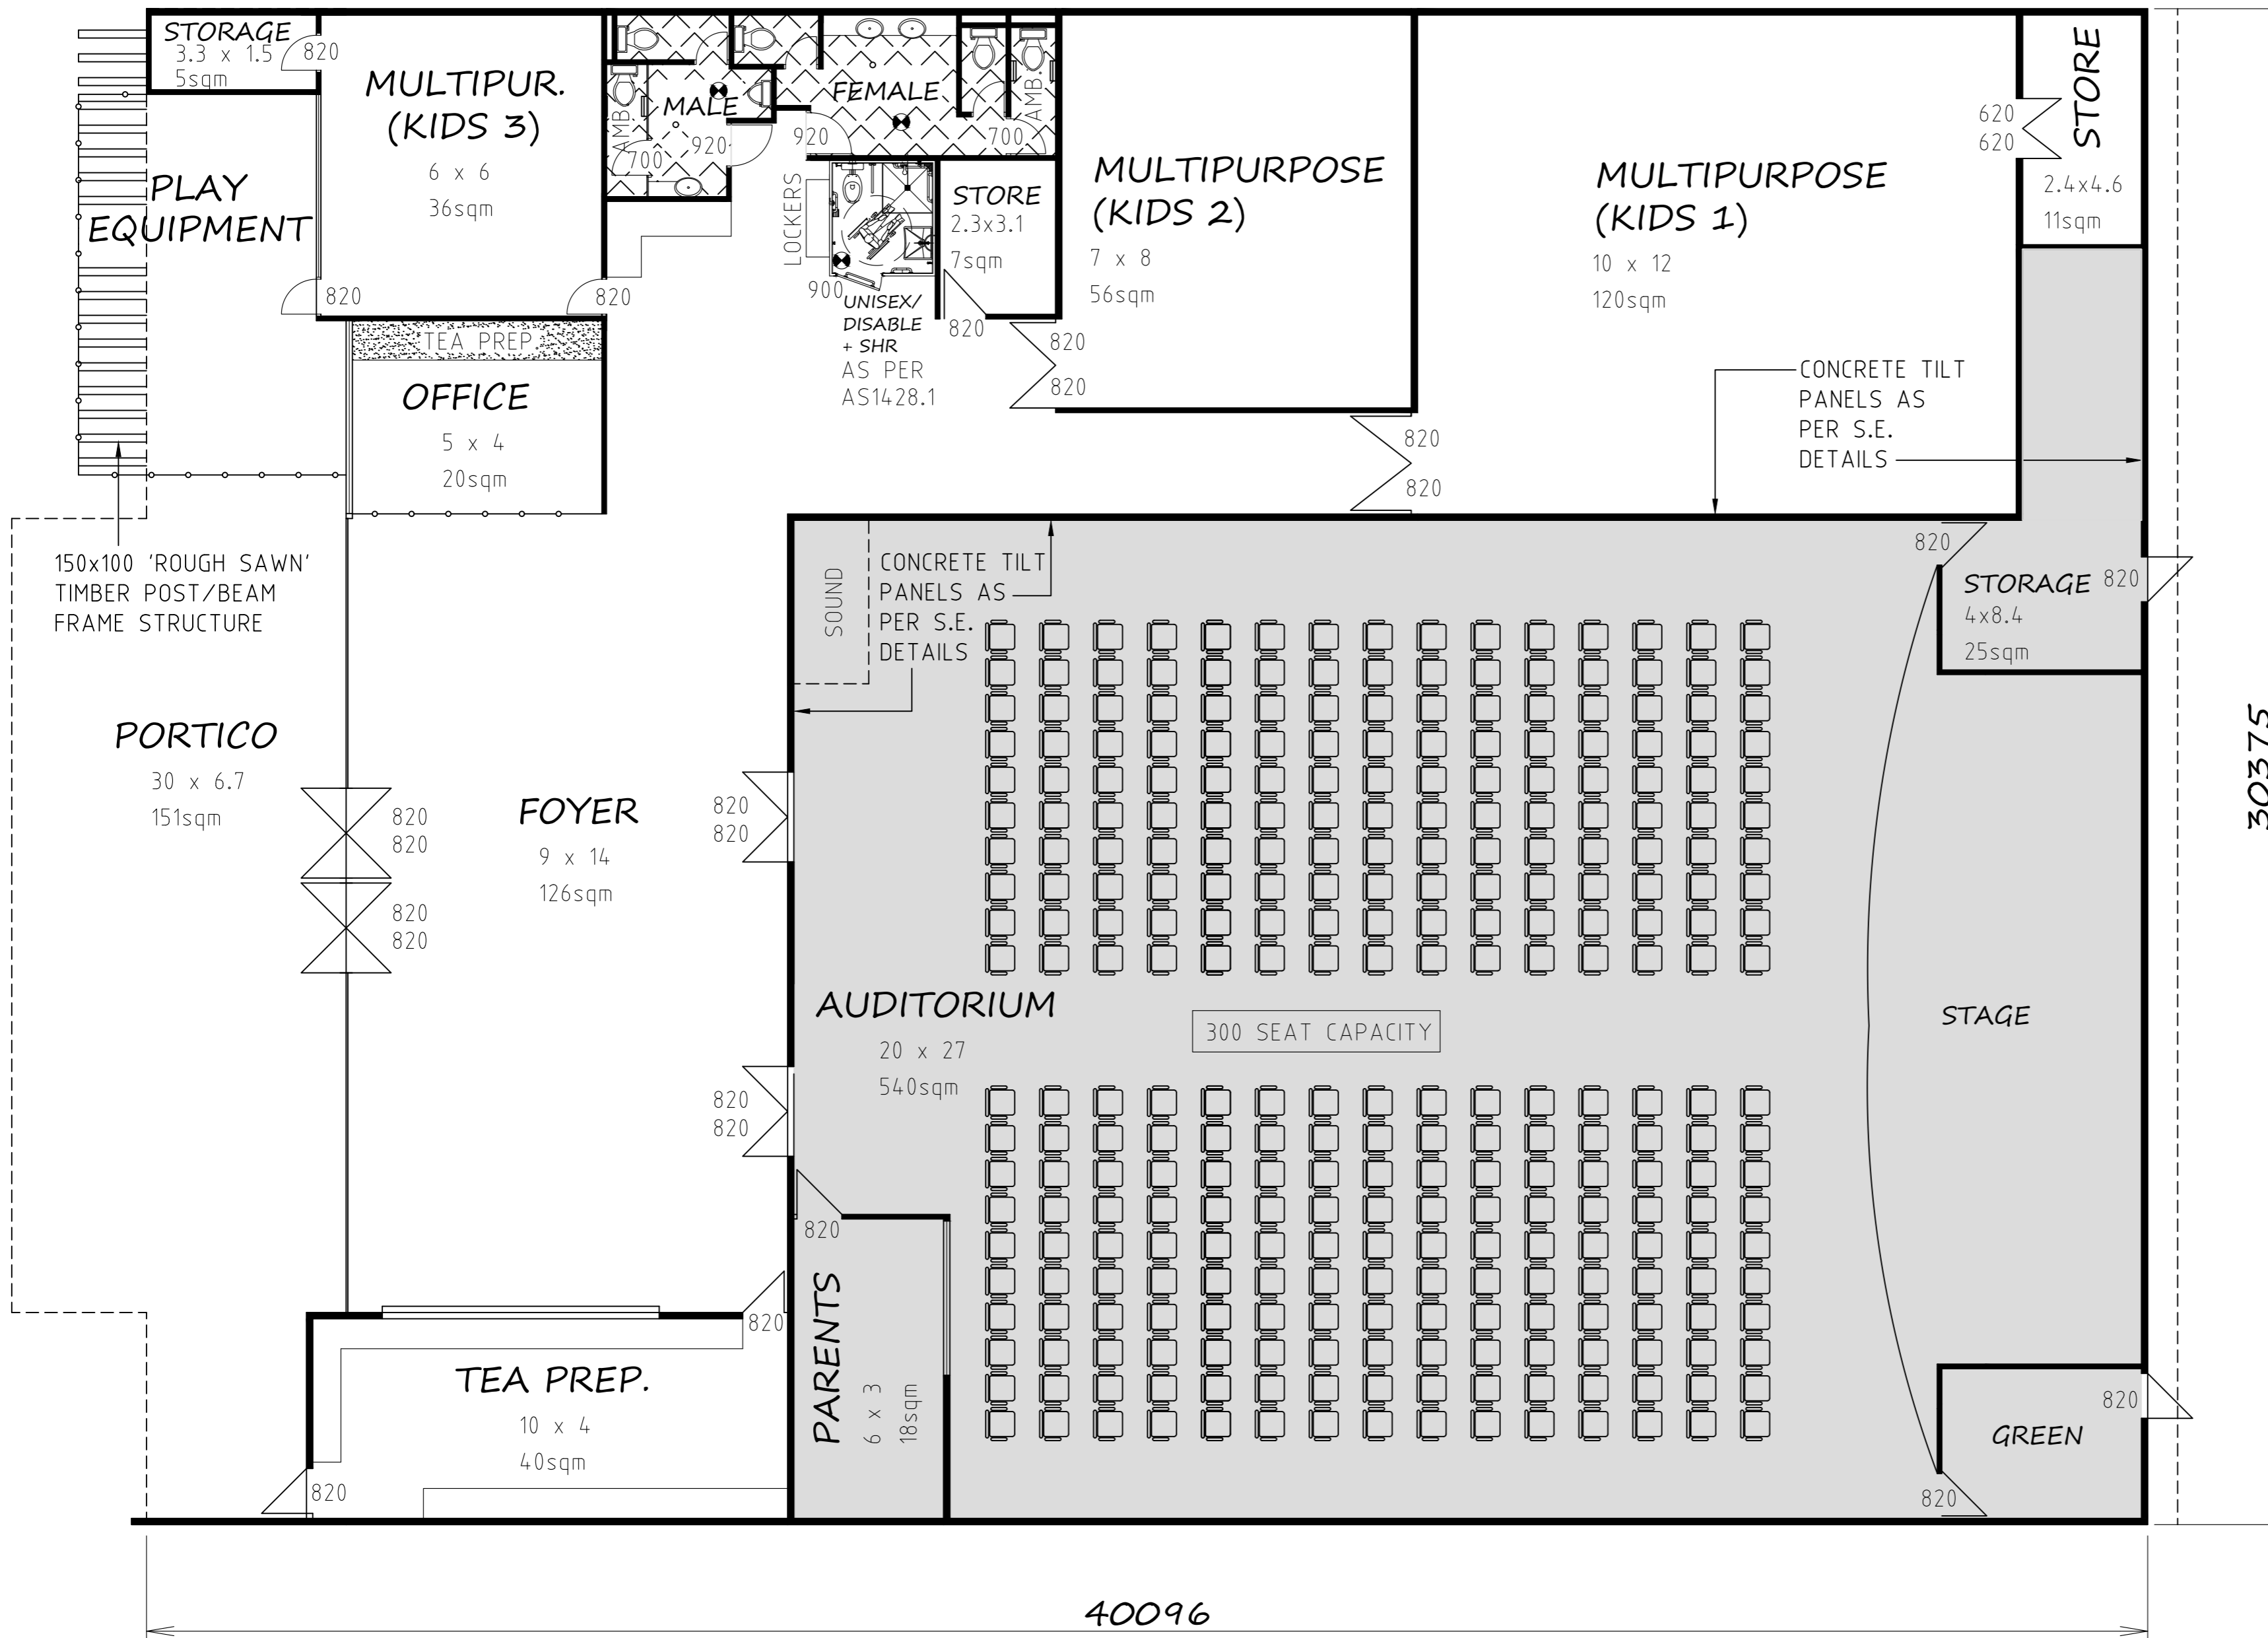 STORAGE
3.3 x 1.5
5sqm
820
MULTIPUR.
(KIDS 3)
6 x 6
36sqm
820
820
PLAY
EQUIPMENT
AMB.
700
MALE
920
920
FEMALE
700
AMB.
LOCKERS
900
UNISEX/
DISABLE
+ SHR
AS PER
AS1428.1
STORE
2.3x3.1
7sqm
820
820
820
MULTIPURPOSE
(KIDS 2)
7 x 8
56sqm
MULTIPURPOSE
(KIDS 1)
10 x 12
120sqm
820
820
620
620
STORE
2.4x4.6
11sqm
CONCRETE TILT
PANELS AS
PER S.E.
DETAILS
TEA PREP.
OFFICE
5 x 4
20sqm
150x100 'ROUGH SAWN'
TIMBER POST/BEAM
FRAME STRUCTURE
SOUND
CONCRETE TILT
PANELS AS
PER S.E.
DETAILS
820
STORAGE
820
4x8.4
25sqm
PORTICO
30 x 6.7
151sqm
820
820
820
820
FOYER
9 x 14
126sqm
820
820
820
820
AUDITORIUM
20 x 27
540sqm
300 SEAT CAPACITY
STAGE
30375
820
PARENTS
6 x 3
18sqm
820
TEA PREP.
10 x 4
40sqm
820
820
GREEN
820
40096